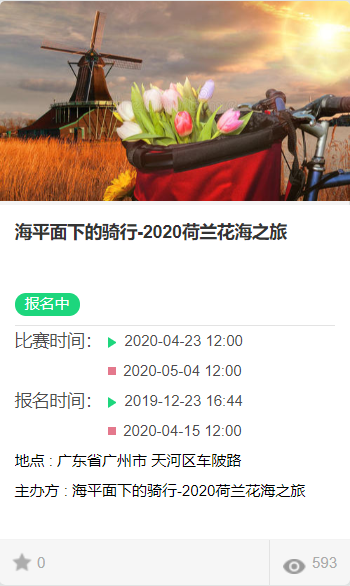 海平面下的骑行-2020荷兰花海之旅
报名中
比赛时间： 2020-04-23 12:00
2020-05-04 12:00
报名时间： 2019-12-23 16:44
2020-04-15 12:00
地点 : 广东省广州市 天河区车陂路
主办方 : 海平面下的骑行-2020荷兰花海之旅
0 593